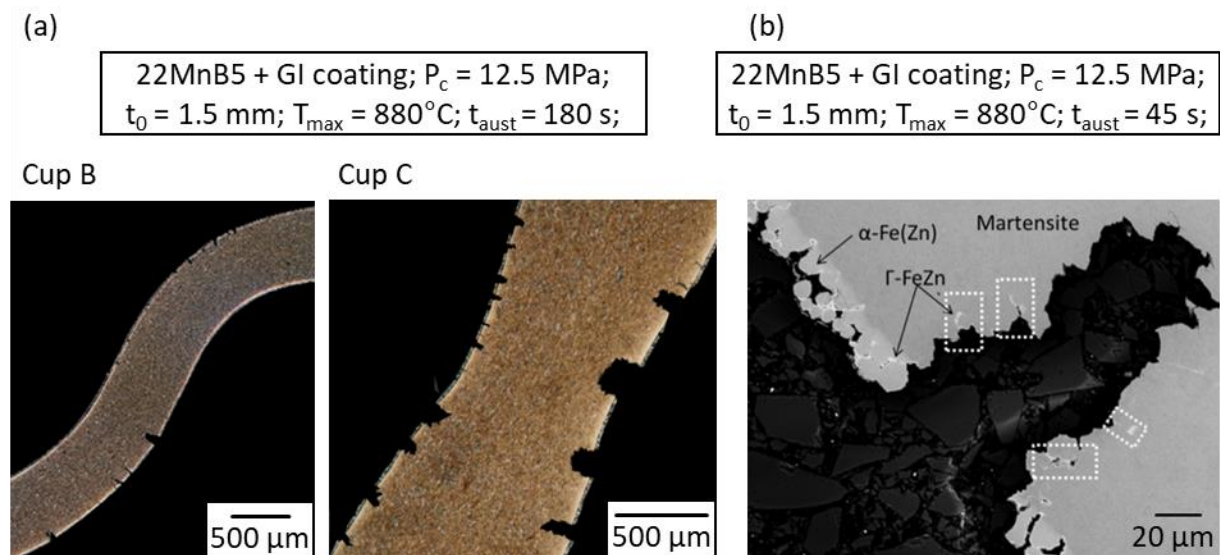 (a)
22MnB5 + GI coating; Pc = 12.5 MPa;
t0 = 1.5 mm; Tmax = 880°C; taust = 180 s;
Cup B
Cup C
500 μm
500 μm
(b)
22MnB5 + GI coating; Pc = 12.5 MPa;
t0 = 1.5 mm; Tmax = 880°C; taust = 45 s;
Martensite
α-Fe(Zn)
Γ-FeZn
20 μm